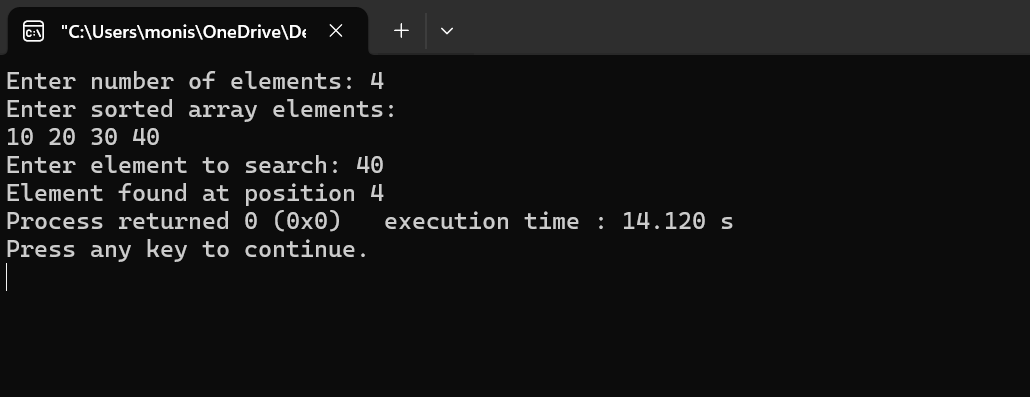 "C:\Users\monis\OneDrive\De
Enter number of elements: 4
Enter sorted array elements:
10 20 30 40
Enter element to search: 40
Element found at position 4
Process returned 0 (0x0)   execution time : 14.120 s
Press any key to continue.